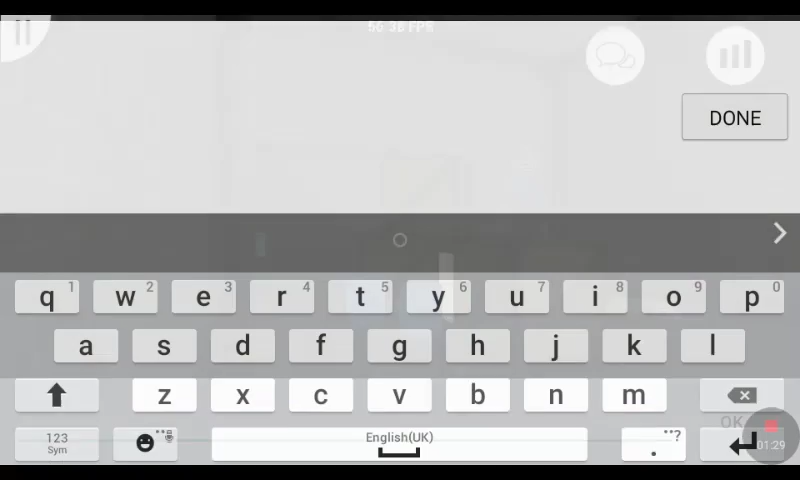 56 38 FPS
DONE
q 1 w 2 e 3 r 4 t 5 y 6 u 7 i 8 o 9 p 0
a s d f g h j k l
z x c v b n m
OK
123
Sym
English(UK)
. ?
01:29